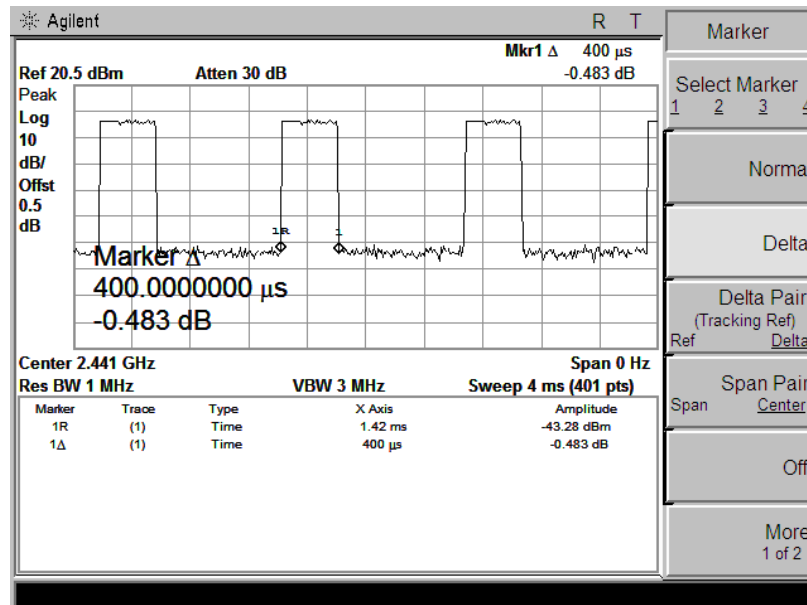 Agilent R T
Mkr1 Δ 400 µs
Ref 20.5 dBm Atten 30 dB -0.483 dB
Peak
Log
10
dB/
Offst
0.5
dB
1R 1
Marker Δ
400.0000000 µs
-0.483 dB
Center 2.441 GHz Span 0 Hz
Res BW 1 MHz VBW 3 MHz Sweep 4 ms (401 pts)
Marker Trace Type X Axis Amplitude
1R (1) Time 1.42 ms -43.28 dBm
1Δ (1) Time 400 µs -0.483 dB
Marker
Select Marker
1 2 3 4
Norma
Delta
Delta Pair
(Tracking Ref)
Ref Delta
Span Pair
Span Center
Off
More
1 of 2